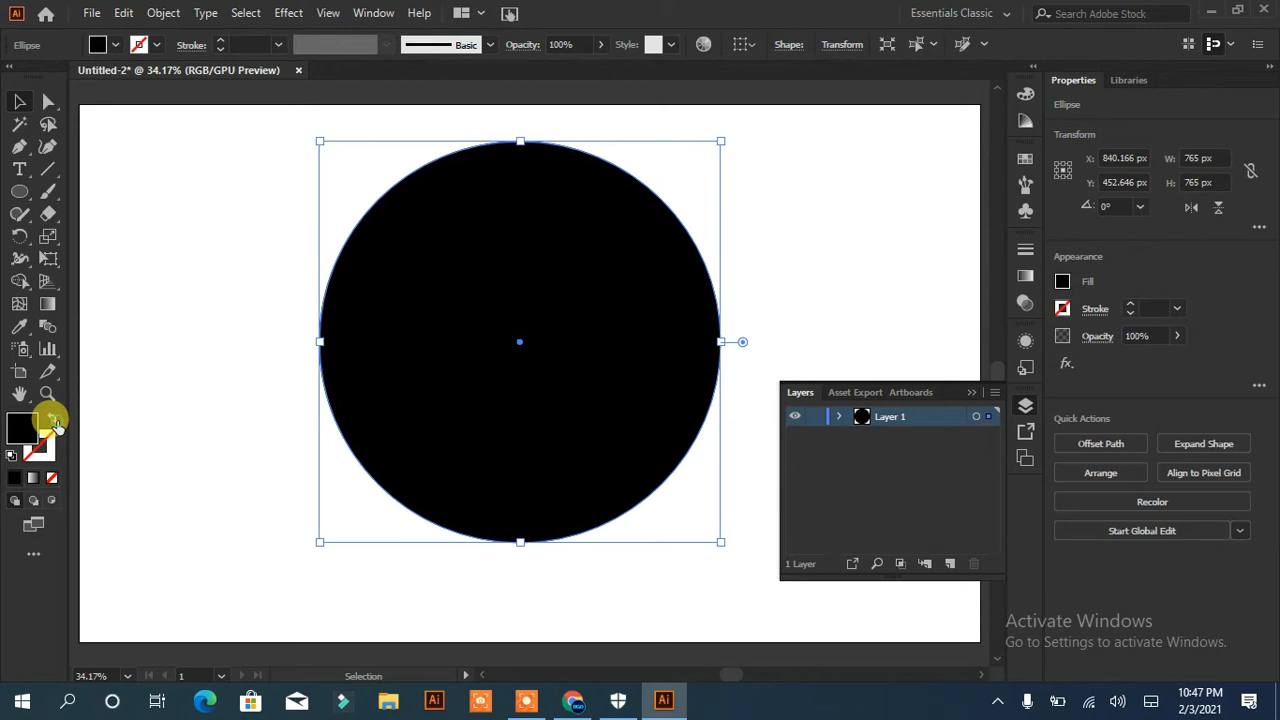 Ai File Edit Object Type Select Effect View Window Help Essentials Classic Search Adobe Stock
Ellipse Stroke: Basic Opacity: 100% Style: Shape: Transform
Untitled-2* @ 34.17% (RGB/GPU Preview)
Properties Libraries
Ellipse
Transform
X: 840.166 px W: 765 px
Y: 452.646 px H: 765 px
0°
Appearance
Fill
Stroke
Opacity 100%
Layers Asset Export Artboards
Layer 1
1 Layer
Quick Actions
Offset Path Expand Shape
Arrange Align to Pixel Grid
Recolor
Start Global Edit
Activate Windows
Go to Settings to activate Windows.
34.17% 1 Selection
Ai Ai
10:47 PM
2/3/2021